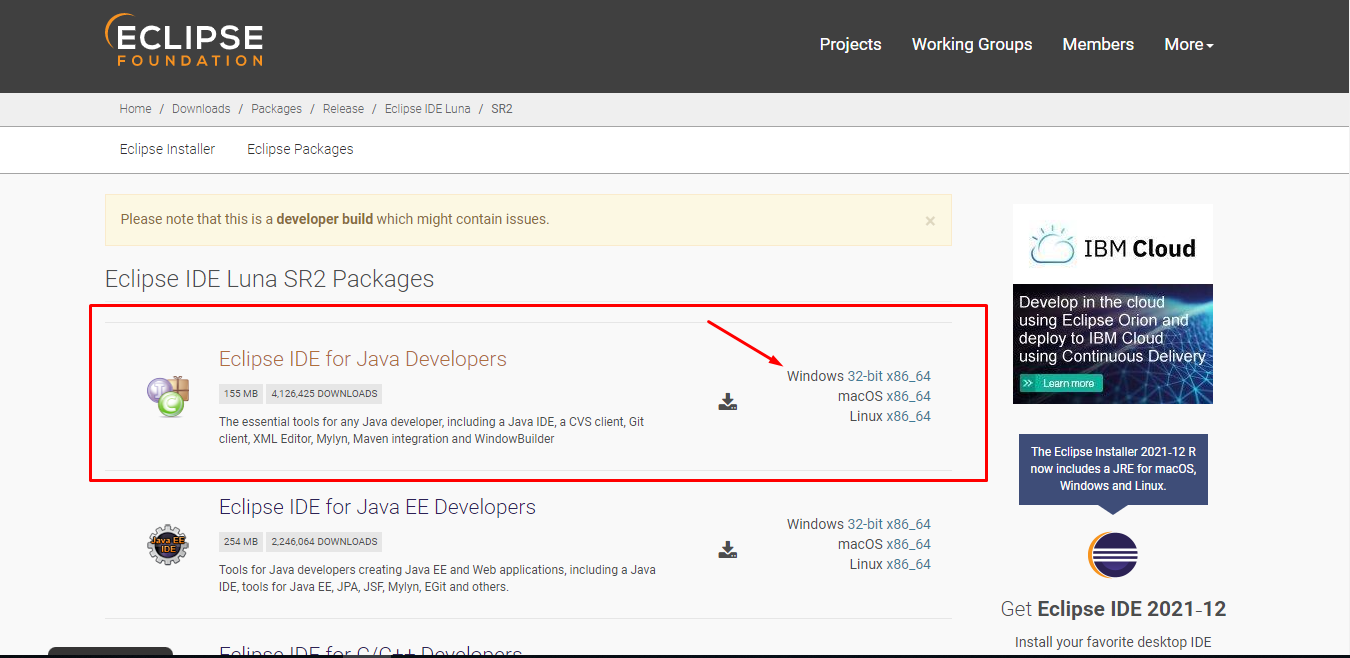 ECLIPSE
FOUNDATION
Projects Working Groups Members More
Home / Downloads / Packages / Release / Eclipse IDE Luna / SR2
Eclipse Installer Eclipse Packages
Please note that this is a developer build which might contain issues. ×
Eclipse IDE Luna SR2 Packages
Eclipse IDE for Java Developers
155 MB 4,126,425 DOWNLOADS
The essential tools for any Java developer, including a Java IDE, a CVS client, Git
client, XML Editor, Mylyn, Maven integration and WindowBuilder
Windows 32-bit x86_64
macOS x86_64
Linux x86_64
Java EE
IDE
Eclipse IDE for Java EE Developers
254 MB 2,246,064 DOWNLOADS
Tools for Java developers creating Java EE and Web applications, including a Java
IDE, tools for Java EE, JPA, JSF, Mylyn, EGit and others.
Windows 32-bit x86_64
macOS x86_64
Linux x86_64
Eclipse IDE for C/C++ Developers
IBM Cloud
Develop in the cloud
using Eclipse Orion and
deploy to IBM Cloud
using Continuous Delivery
Learn more
The Eclipse Installer 2021-12 R
now includes a JRE for macOS,
Windows and Linux.
Get Eclipse IDE 2021-12
Install your favorite desktop IDE